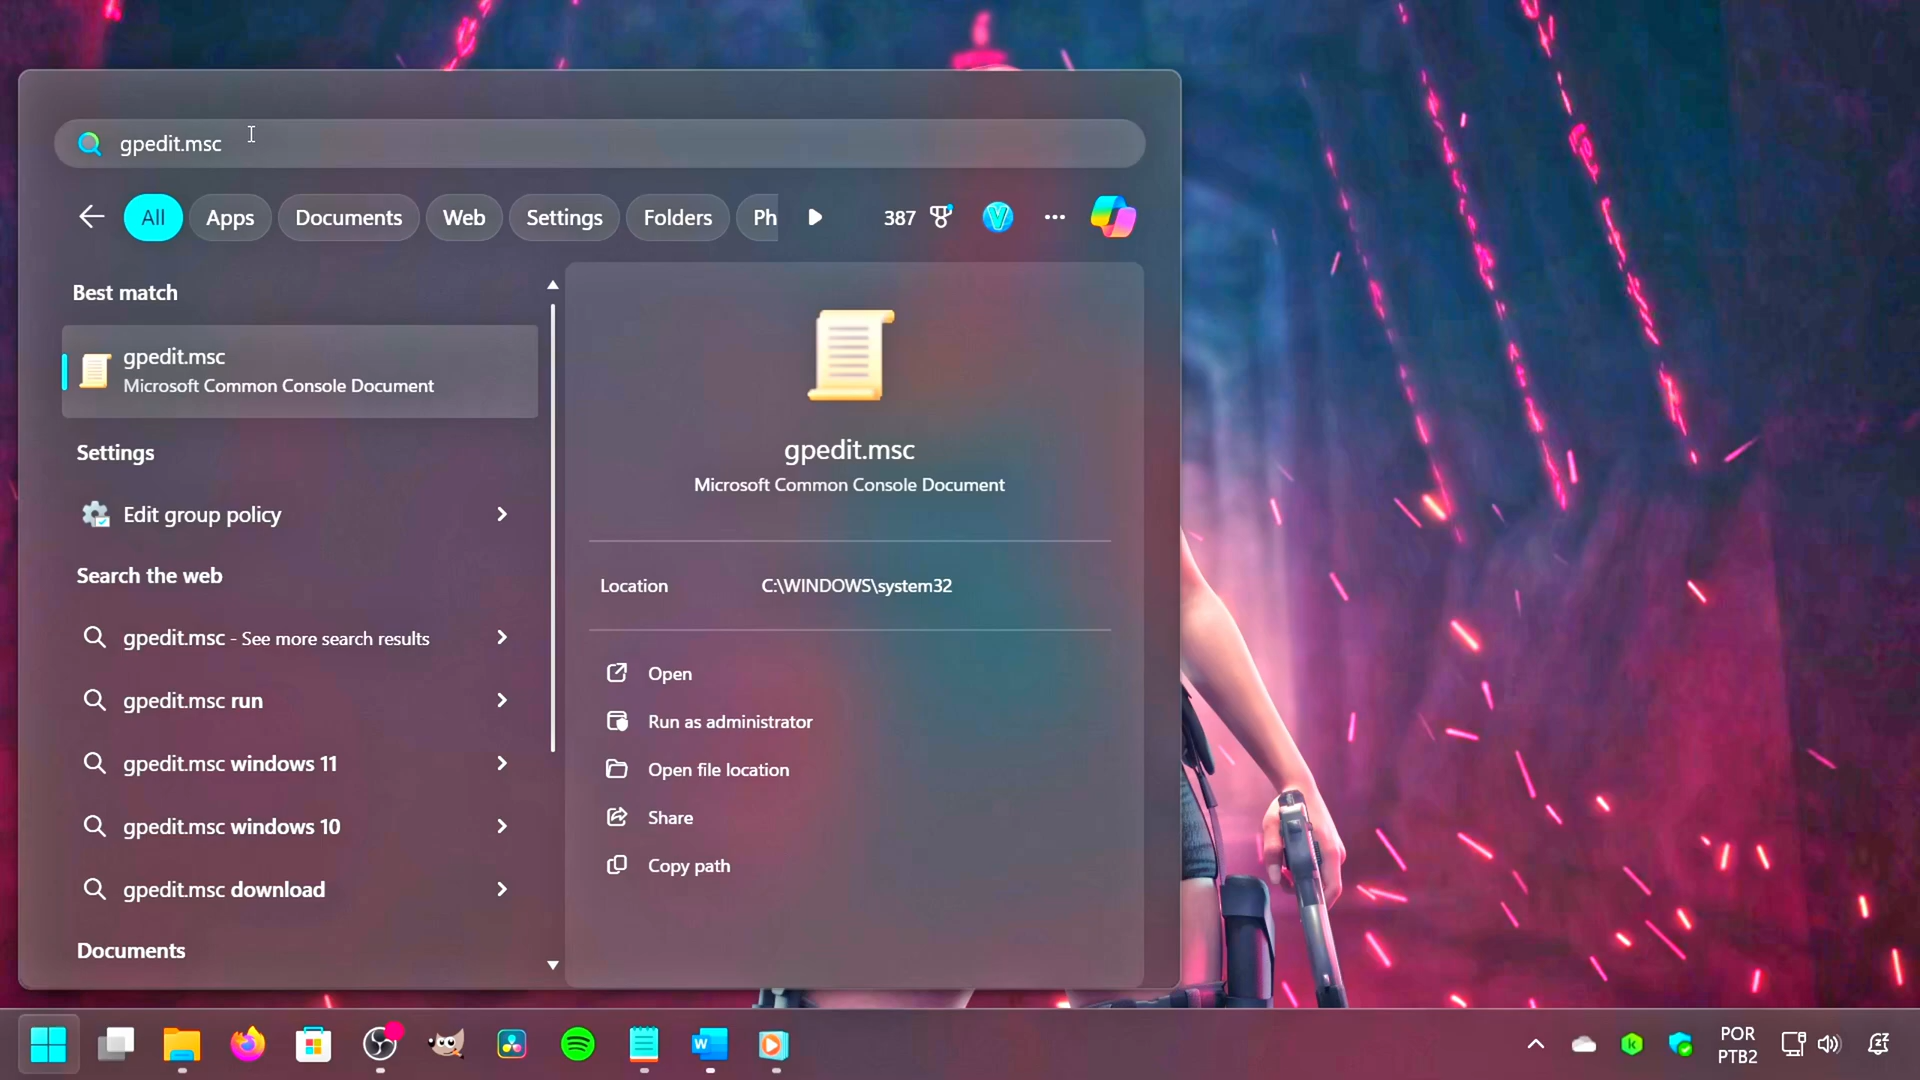 gpedit.msc
All
Apps
Documents
Web
Settings
Folders
Ph
387
Best match
gpedit.msc
Microsoft Common Console Document
Settings
Edit group policy
Search the web
gpedit.msc - See more search results
gpedit.msc run
gpedit.msc windows 11
gpedit.msc windows 10
gpedit.msc download
Documents
gpedit.msc
Microsoft Common Console Document
Location C:\WINDOWS\system32
Open
Run as administrator
Open file location
Share
Copy path
POR
PTB2